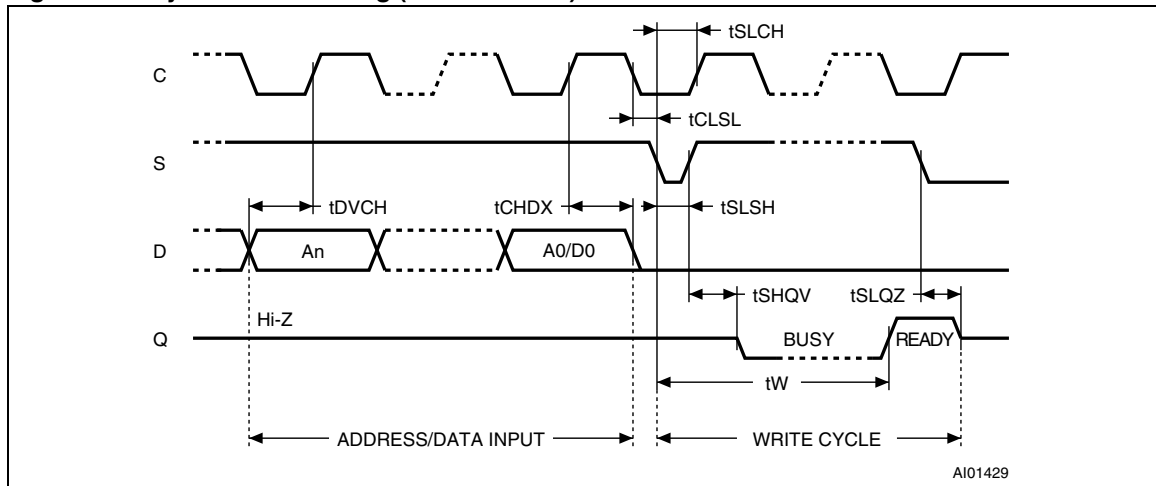 tSLCH
C
tCLSL
S
tDVCH
tCHDX
tSLSH
D
An
A0/D0
tSHQV
tSLQZ
Hi-Z
Q
BUSY
READY
tW
ADDRESS/DATA INPUT
WRITE CYCLE
AI01429